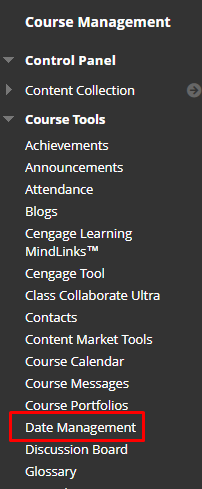 Course Management
Control Panel
Content Collection
Course Tools
Achievements
Announcements
Attendance
Blogs
Cengage Learning
MindLinks™
Cengage Tool
Class Collaborate Ultra
Contacts
Content Market Tools
Course Calendar
Course Messages
Course Portfolios
Date Management
Discussion Board
Glossary